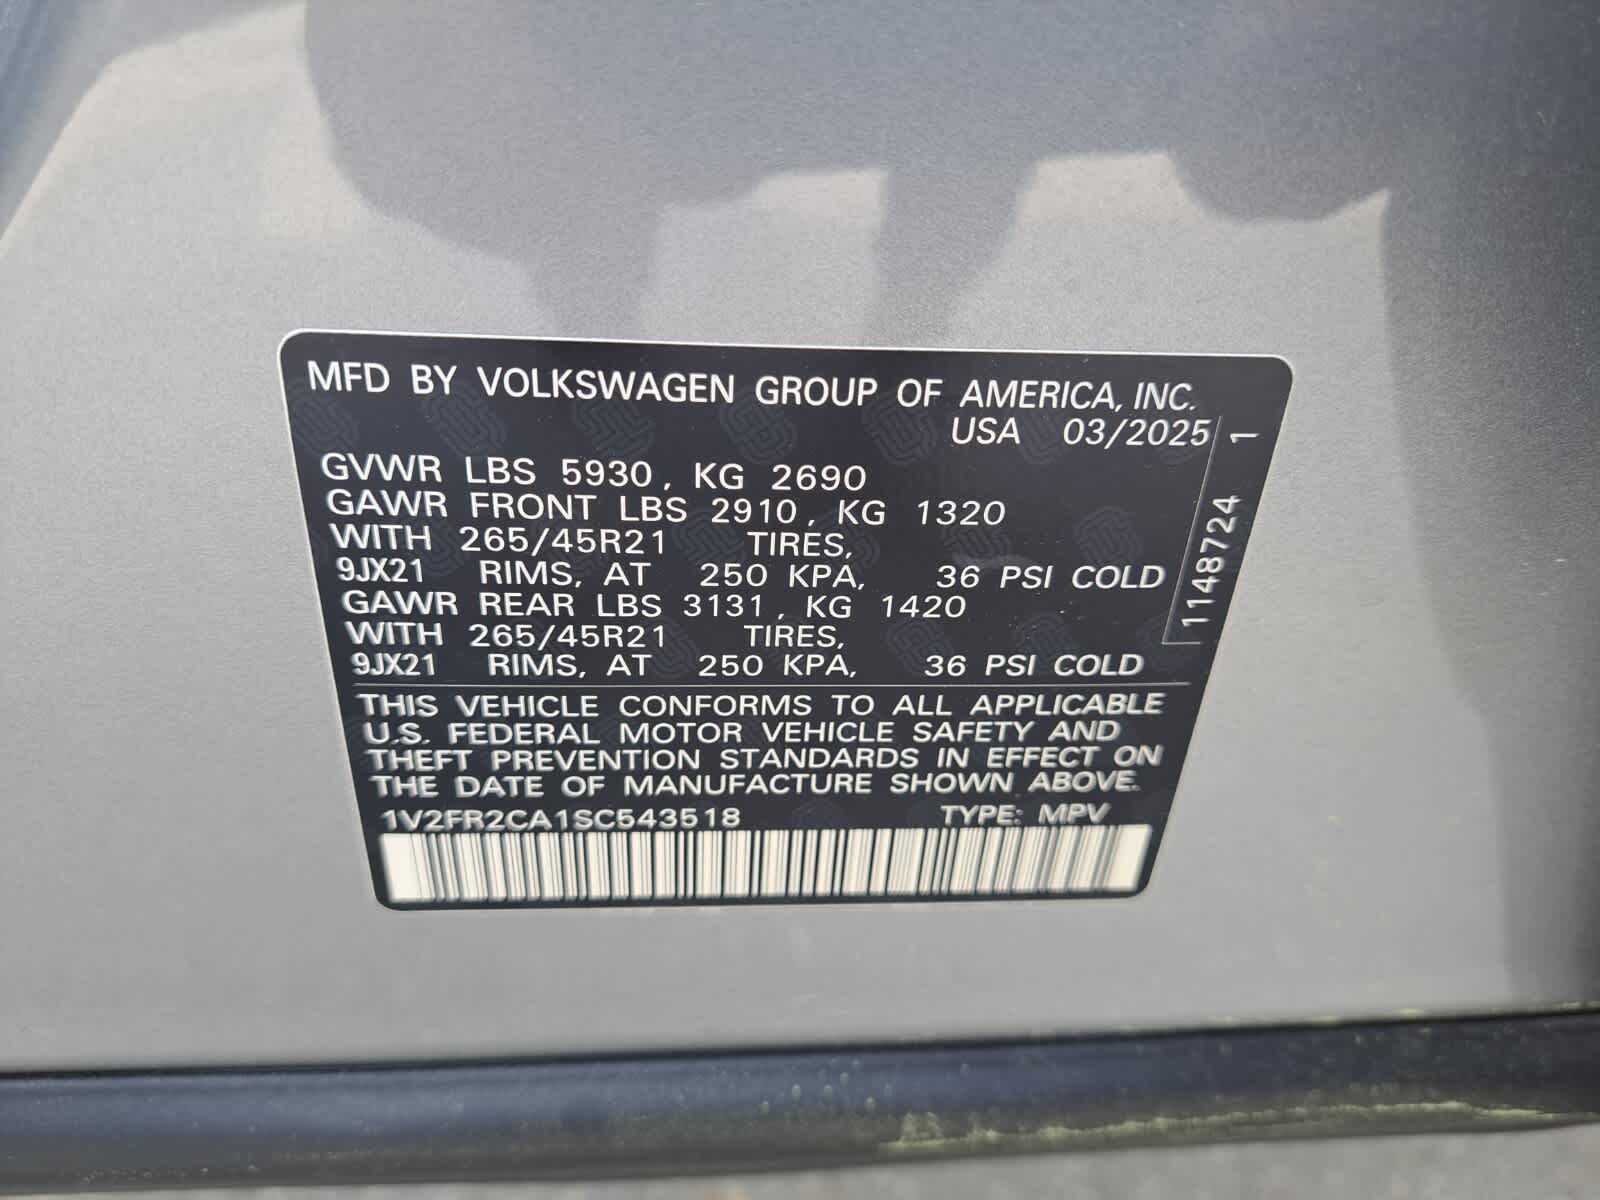 MFD BY VOLKSWAGEN GROUP OF AMERICA, INC.
USA 03/2025
GVWR LBS 5930, KG 2690
GAWR FRONT LBS 2910, KG 1320
WITH 265/45R21 TIRES,
9JX21 RIMS, AT 250 KPA, 36 PSI COLD
GAWR REAR LBS 3131, KG 1420
WITH 265/45R21 TIRES,
9JX21 RIMS, AT 250 KPA, 36 PSI COLD
THIS VEHICLE CONFORMS TO ALL APPLICABLE
U.S. FEDERAL MOTOR VEHICLE SAFETY AND
THEFT PREVENTION STANDARDS IN EFFECT ON
THE DATE OF MANUFACTURE SHOWN ABOVE.
1V2FR2CA1SC543518 TYPE: MPV
1148724 1